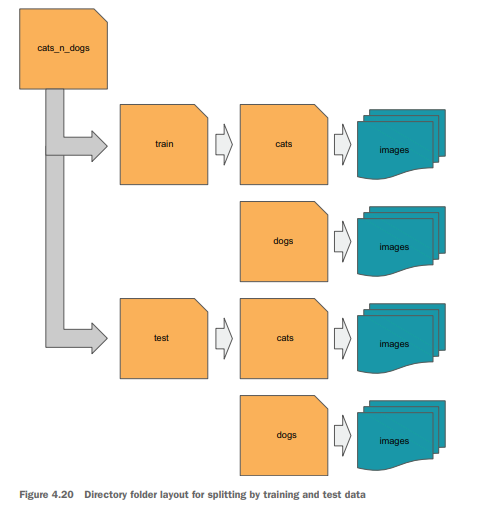 cats_n_dogs
train
cats
images
dogs
images
test
cats
images
dogs
images
Figure 4.20 Directory folder layout for splitting by training and test data